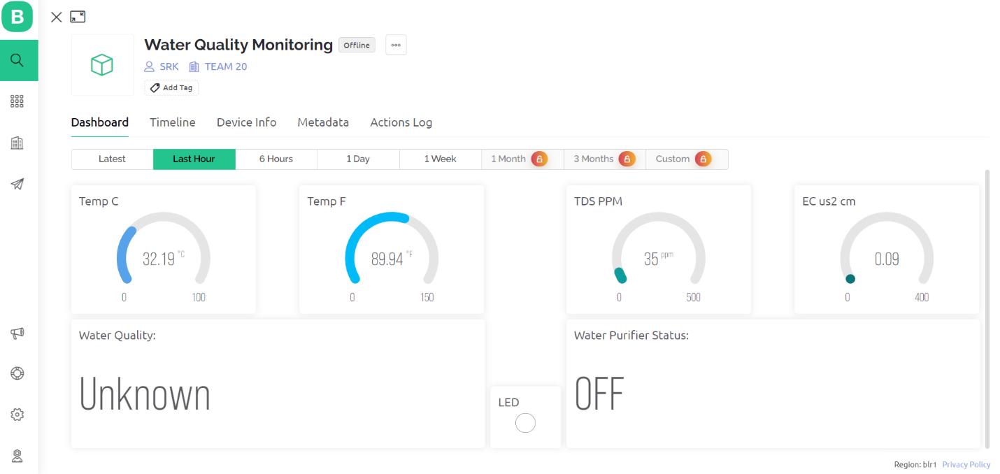 B
Water Quality Monitoring Offline
SRK TEAM 20
Add Tag
Dashboard Timeline Device Info Metadata Actions Log
Latest Last Hour 6 Hours 1 Day 1 Week 1 Month 3 Months Custom
Temp C
32.19 °C
0 100
Temp F
89.94 °F
0 150
TDS PPM
35 ppm
0 500
EC us2 cm
0.09
0 400
Water Quality:
Unknown
LED
Water Purifier Status:
OFF
Region: blr1 Privacy Policy